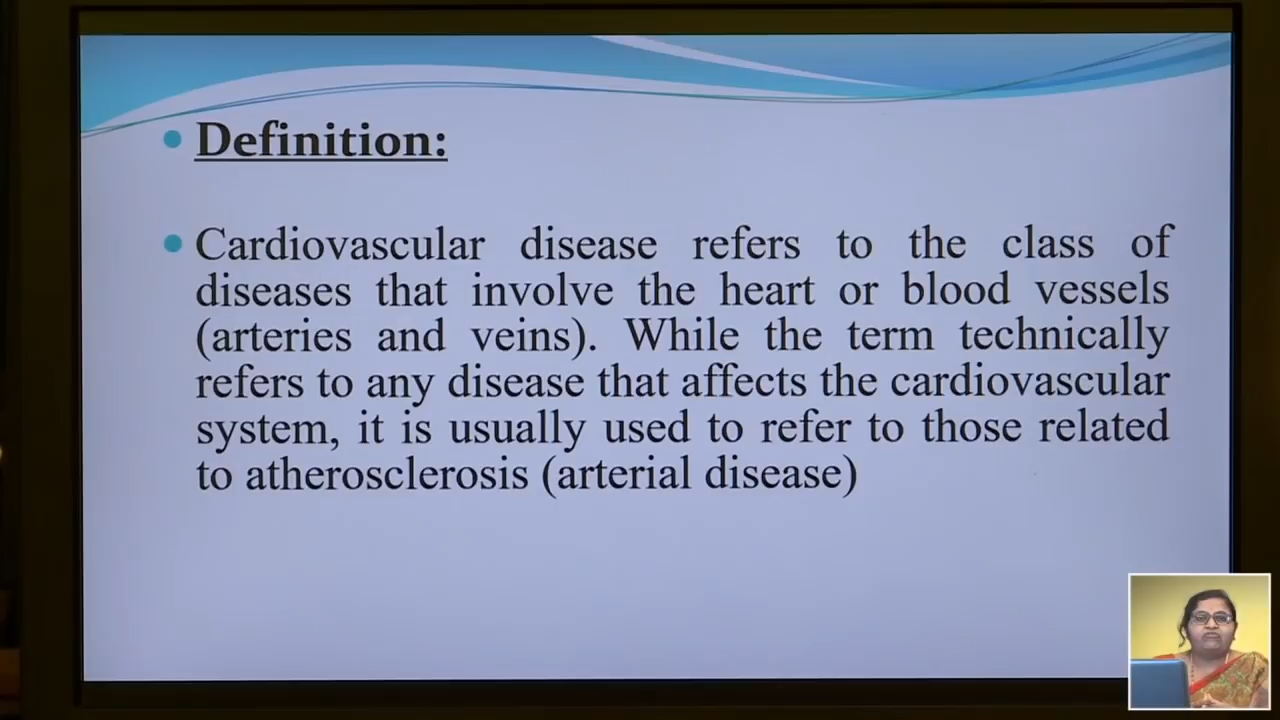 Definition:
Cardiovascular disease refers to the class of
diseases that involve the heart or blood vessels
(arteries and veins). While the term technically
refers to any disease that affects the cardiovascular
system, it is usually used to refer to those related
to atherosclerosis (arterial disease)